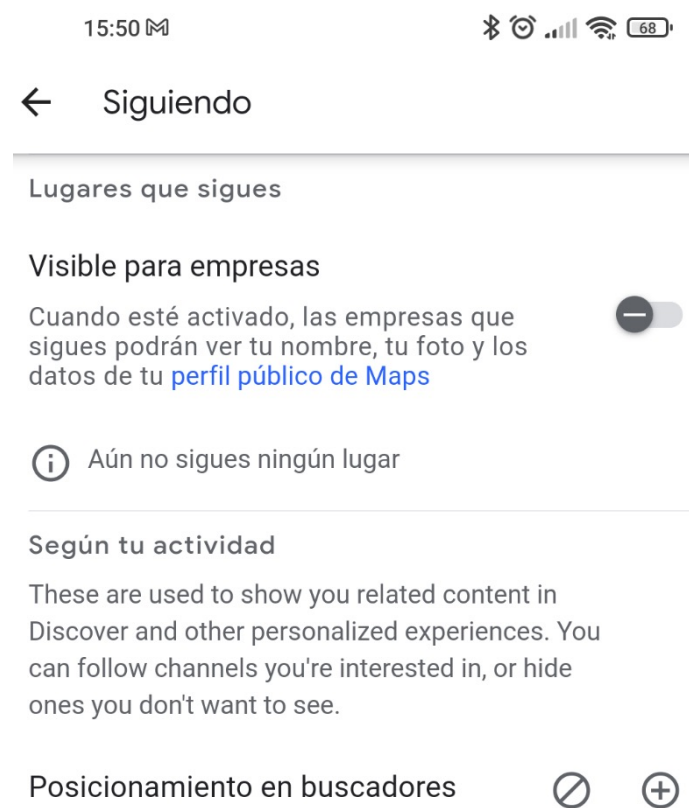 15:50
68
Siguiendo
Lugares que sigues
Visible para empresas
Cuando esté activado, las empresas que
sigues podrán ver tu nombre, tu foto y los
datos de tu perfil público de Maps
Aún no sigues ningún lugar
Según tu actividad
These are used to show you related content in
Discover and other personalized experiences. You
can follow channels you're interested in, or hide
ones you don't want to see.
Posicionamiento en buscadores